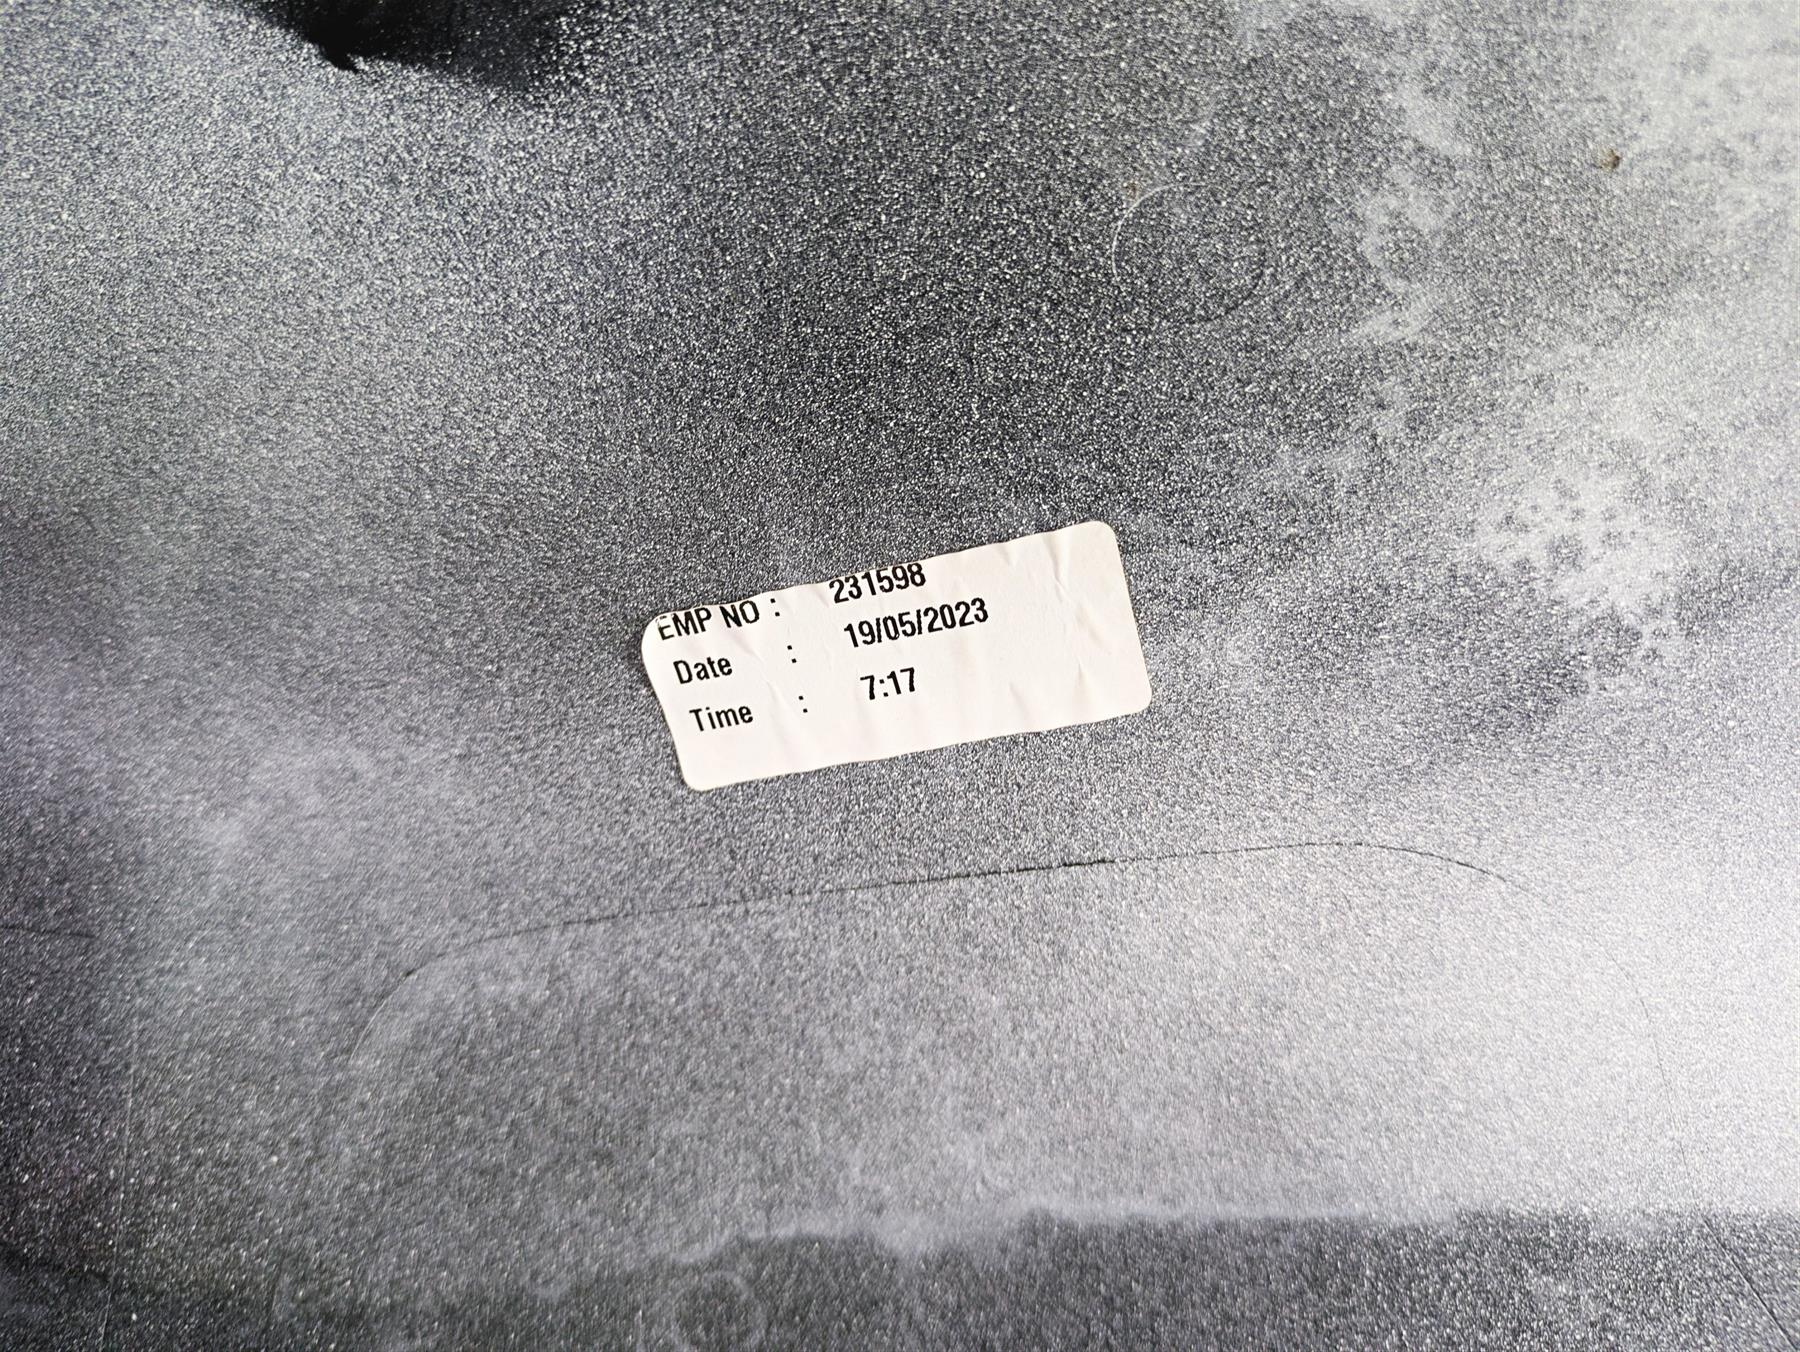 EMP NO : 231598
Date : 19/05/2023
Time : 7:17